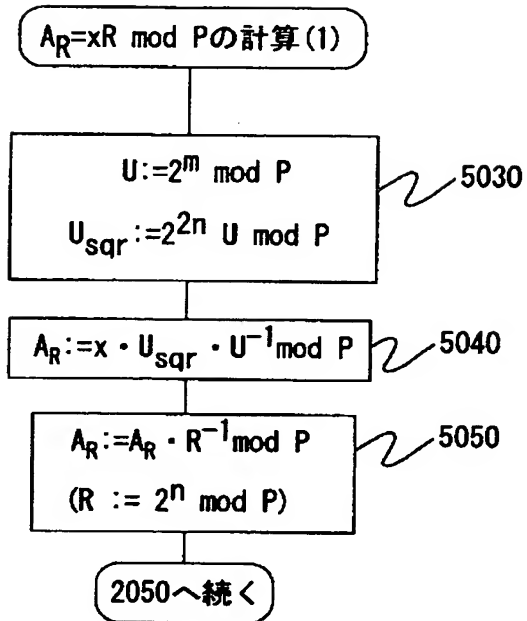 A_R=xR mod Pの計算(1)
U:=2^m mod P
U_sqr:=2^2n U mod P
5030
A_R:=x・U_sqr・U^-1 mod P
5040
A_R:=A_R・R^-1 mod P
(R := 2^n mod P)
5050
2050へ続く